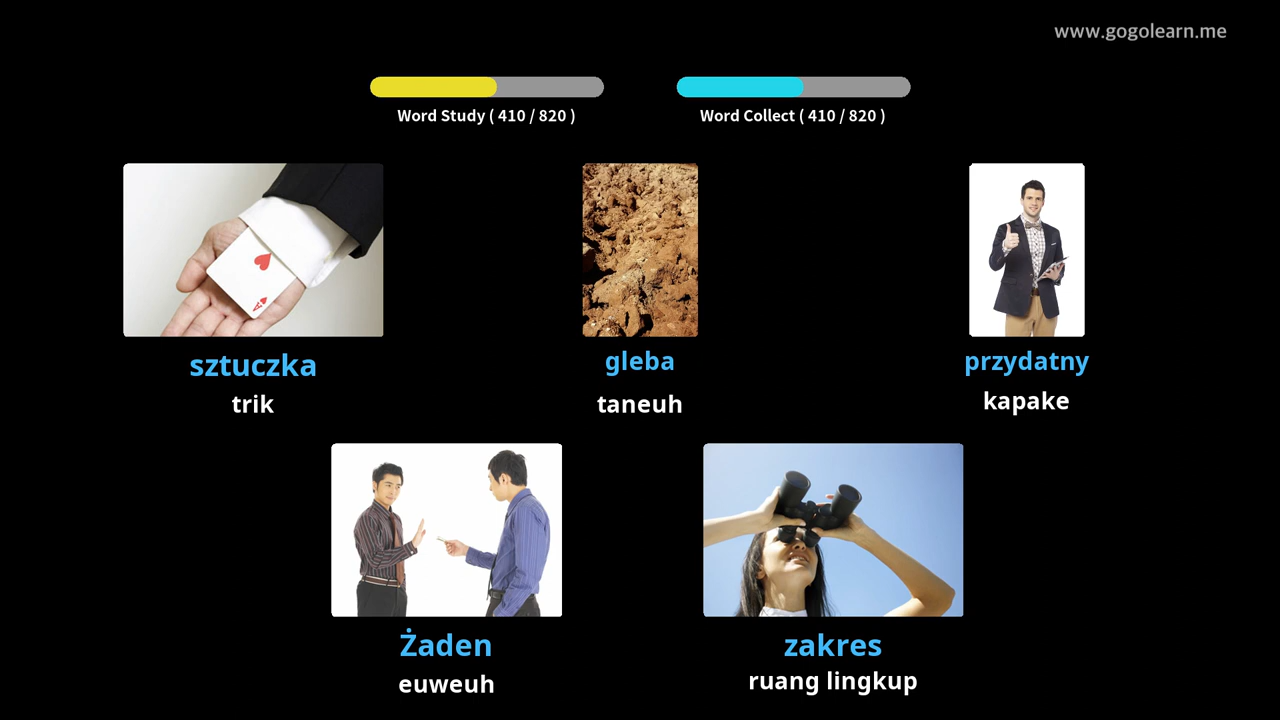 www.gogolearn.me
Word Study ( 410 / 820 )
Word Collect ( 410 / 820 )
sztuczka
gleba
przydatny
trik
taneuh
kapake
Żaden
zakres
euweuh
ruang lingkup